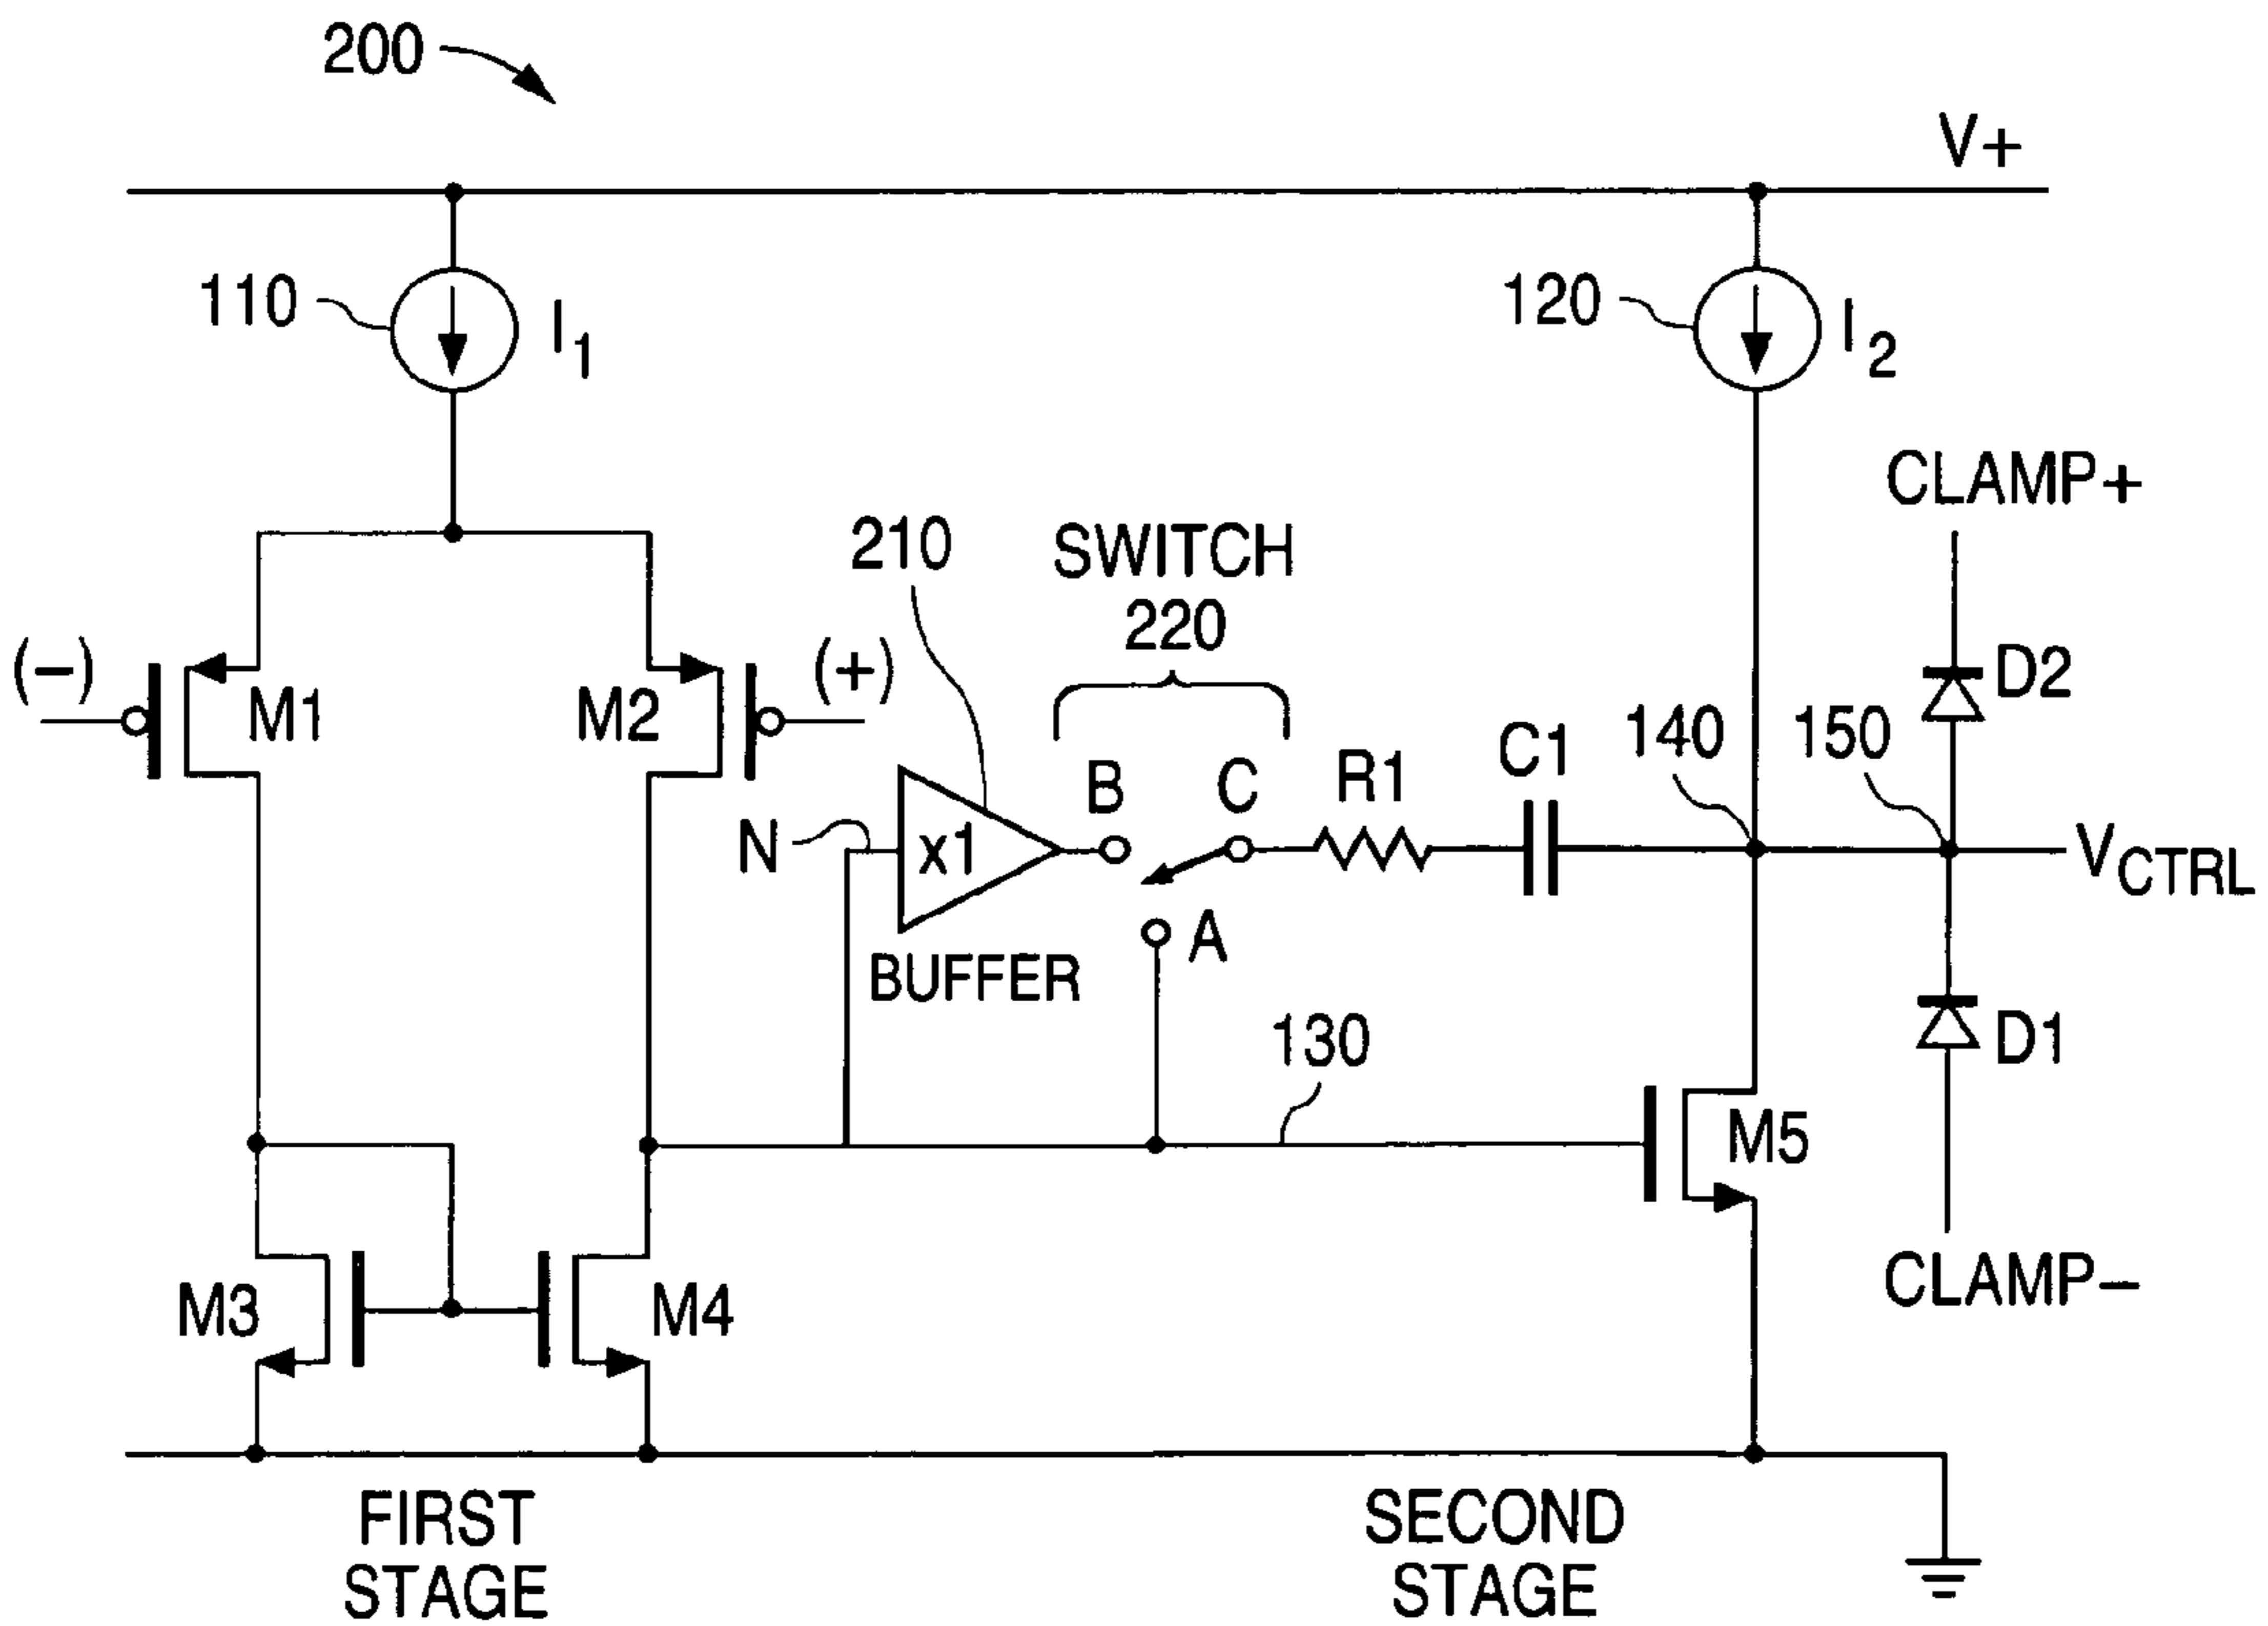 200
V+
110
I1
120
I2
CLAMP+
210
SWITCH
220
(−)
M1
M2
(+)
D2
140
150
B
C
R1
C1
N
x1
VCTRL
A
BUFFER
130
D1
M5
CLAMP−
M3
M4
FIRST
STAGE
SECOND
STAGE